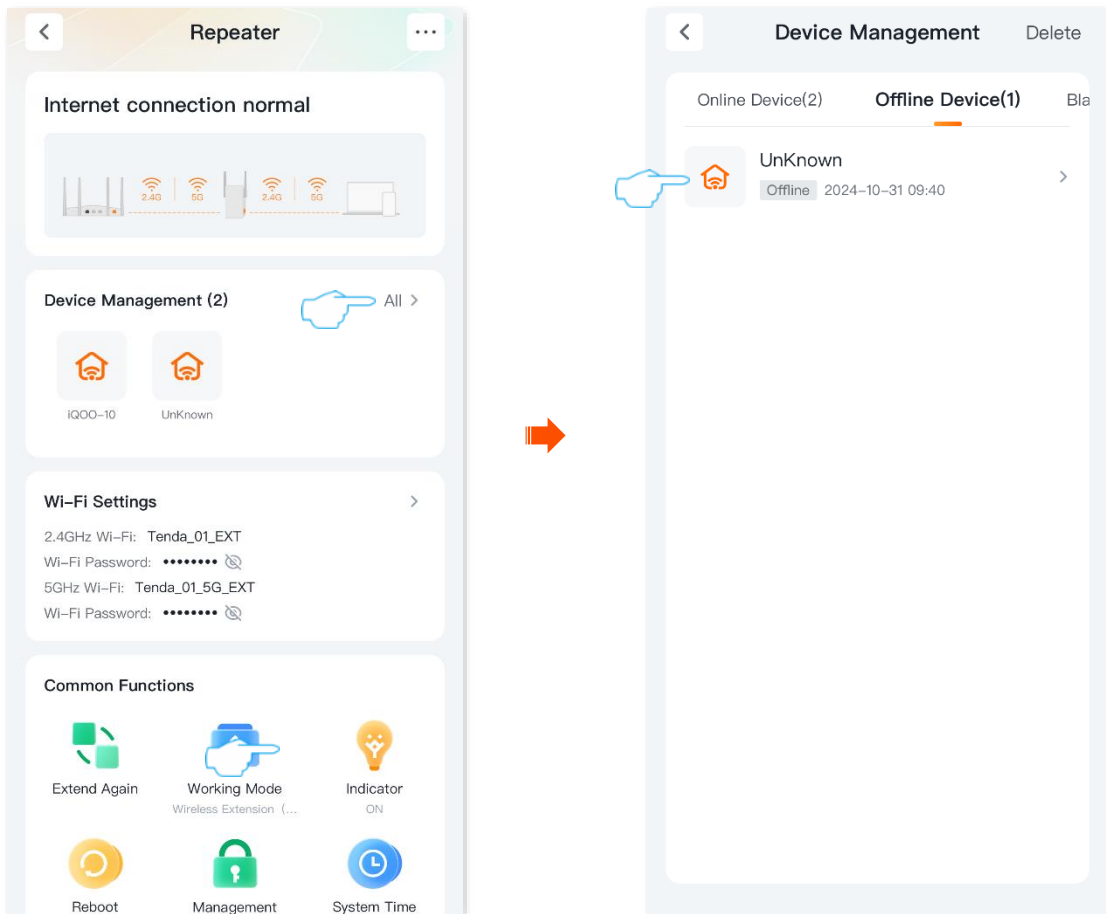 Repeater
Internet connection normal
2.4G 5G 2.4G 5G
Device Management (2)
All
iQOO-10 UnKnown
Wi-Fi Settings
2.4GHz Wi-Fi: Tenda_01_EXT
Wi-Fi Password: ••••••••
5GHz Wi-Fi: Tenda_01_5G_EXT
Wi-Fi Password: ••••••••
Common Functions
Extend Again Working Mode Indicator
Wireless Extension (... ON
Reboot Management System Time
Device Management Delete
Online Device(2) Offline Device(1) Bla
UnKnown
Offline 2024-10-31 09:40